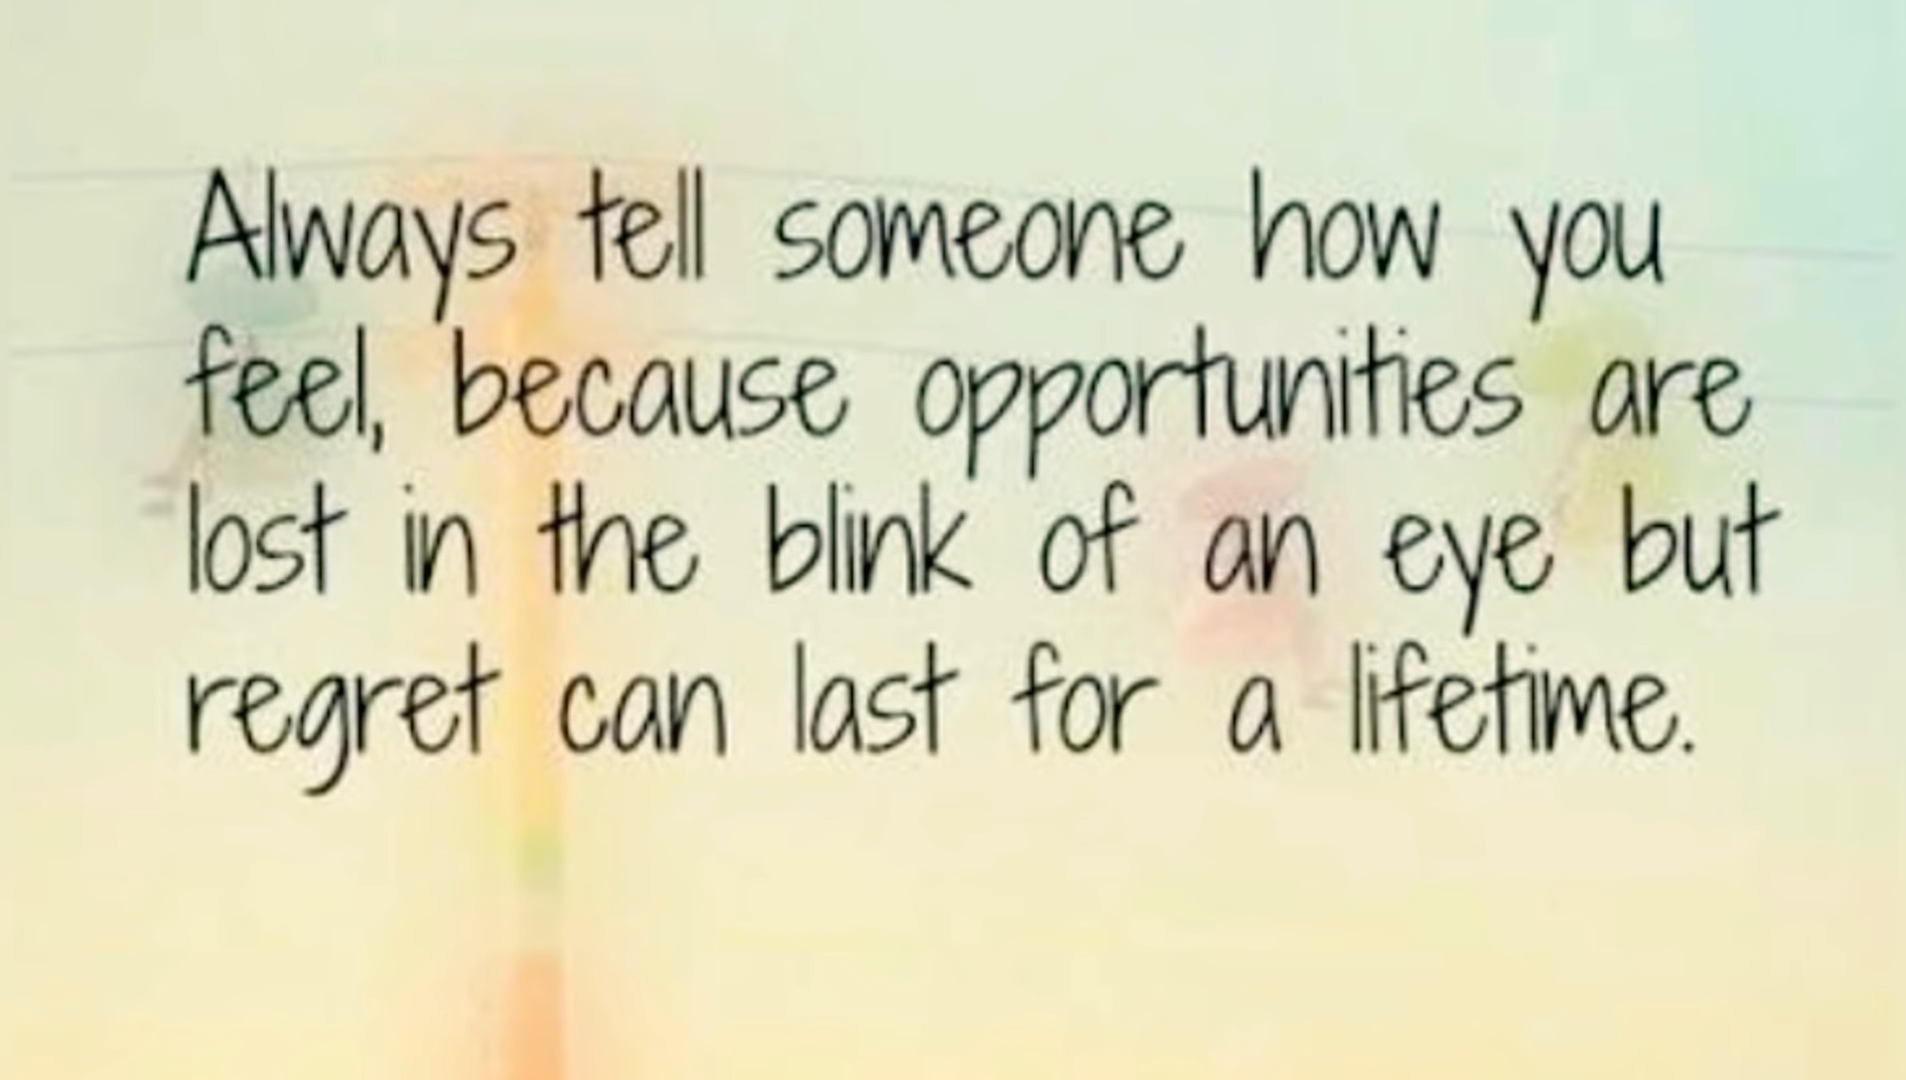 Always tell someone how you
feel, because opportunities are
lost in the blink of an eye but
regret can last for a lifetime.